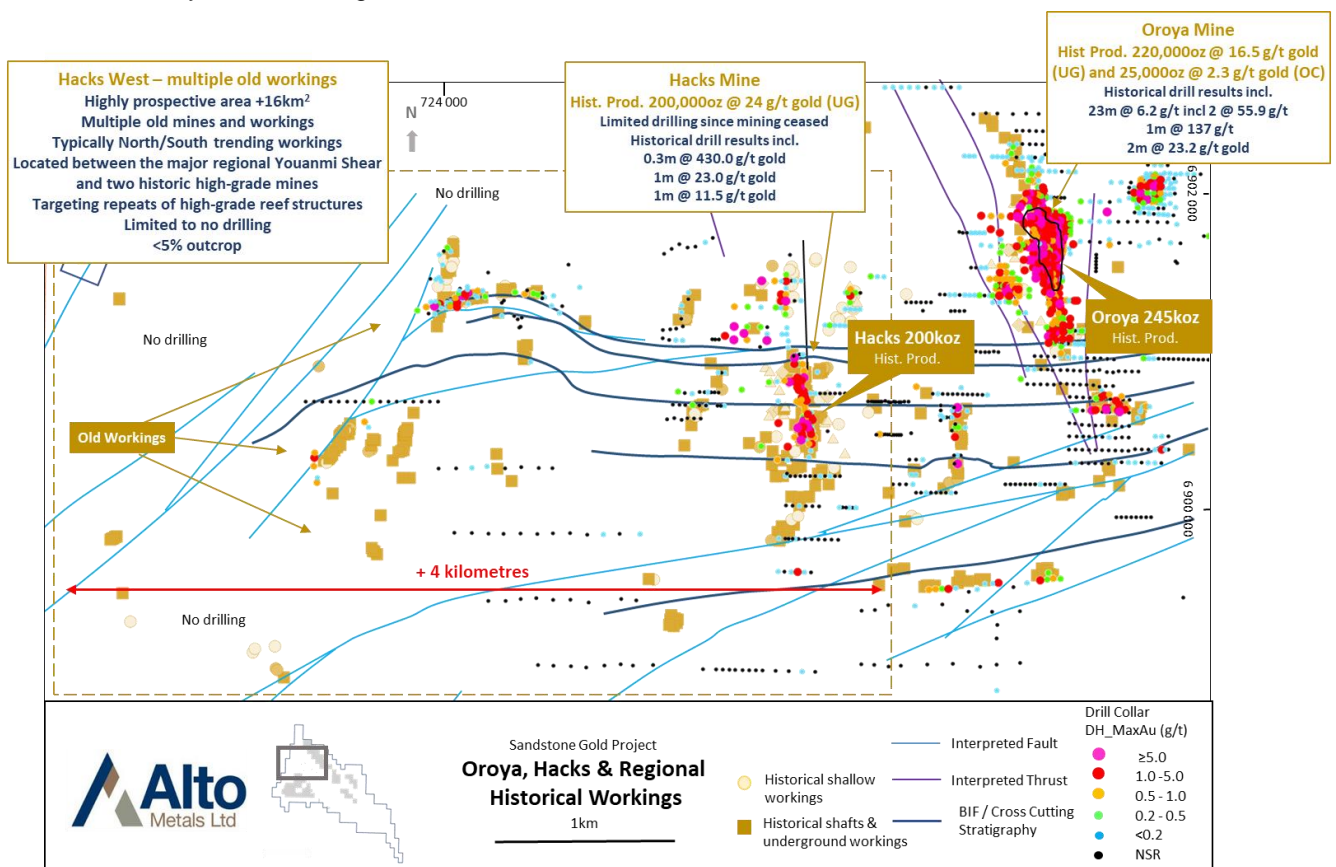 Hacks West – multiple old workings
Highly prospective area +16km²
Multiple old mines and workings
Typically North/South trending workings
Located between the major regional Youanmi Shear
and two historic high-grade mines
Targeting repeats of high-grade reef structures
Limited to no drilling
<5% outcrop
724 000
N
Hacks Mine
Hist. Prod. 200,000oz @ 24 g/t gold (UG)
Limited drilling since mining ceased
Historical drill results incl.
0.3m @ 430.0 g/t gold
1m @ 23.0 g/t gold
1m @ 11.5 g/t gold
Oroya Mine
Hist Prod. 220,000oz @ 16.5 g/t gold
(UG) and 25,000oz @ 2.3 g/t gold (OC)
Historical drill results incl.
23m @ 6.2 g/t incl 2 @ 55.9 g/t
1m @ 137 g/t
2m @ 23.2 g/t gold
No drilling
6 902 000
No drilling
Hacks 200koz
Hist. Prod.
Oroya 245koz
Hist. Prod.
Old Workings
6 900 000
+ 4 kilometres
No drilling
Alto
Metals Ltd
Sandstone Gold Project
Oroya, Hacks & Regional
Historical Workings
1km
Historical shallow
workings
Historical shafts &
underground workings
Interpreted Fault
Interpreted Thrust
BIF / Cross Cutting
Stratigraphy
Drill Collar
DH_MaxAu (g/t)
≥5.0
1.0 -5.0
0.5 - 1.0
0.2 - 0.5
<0.2
NSR